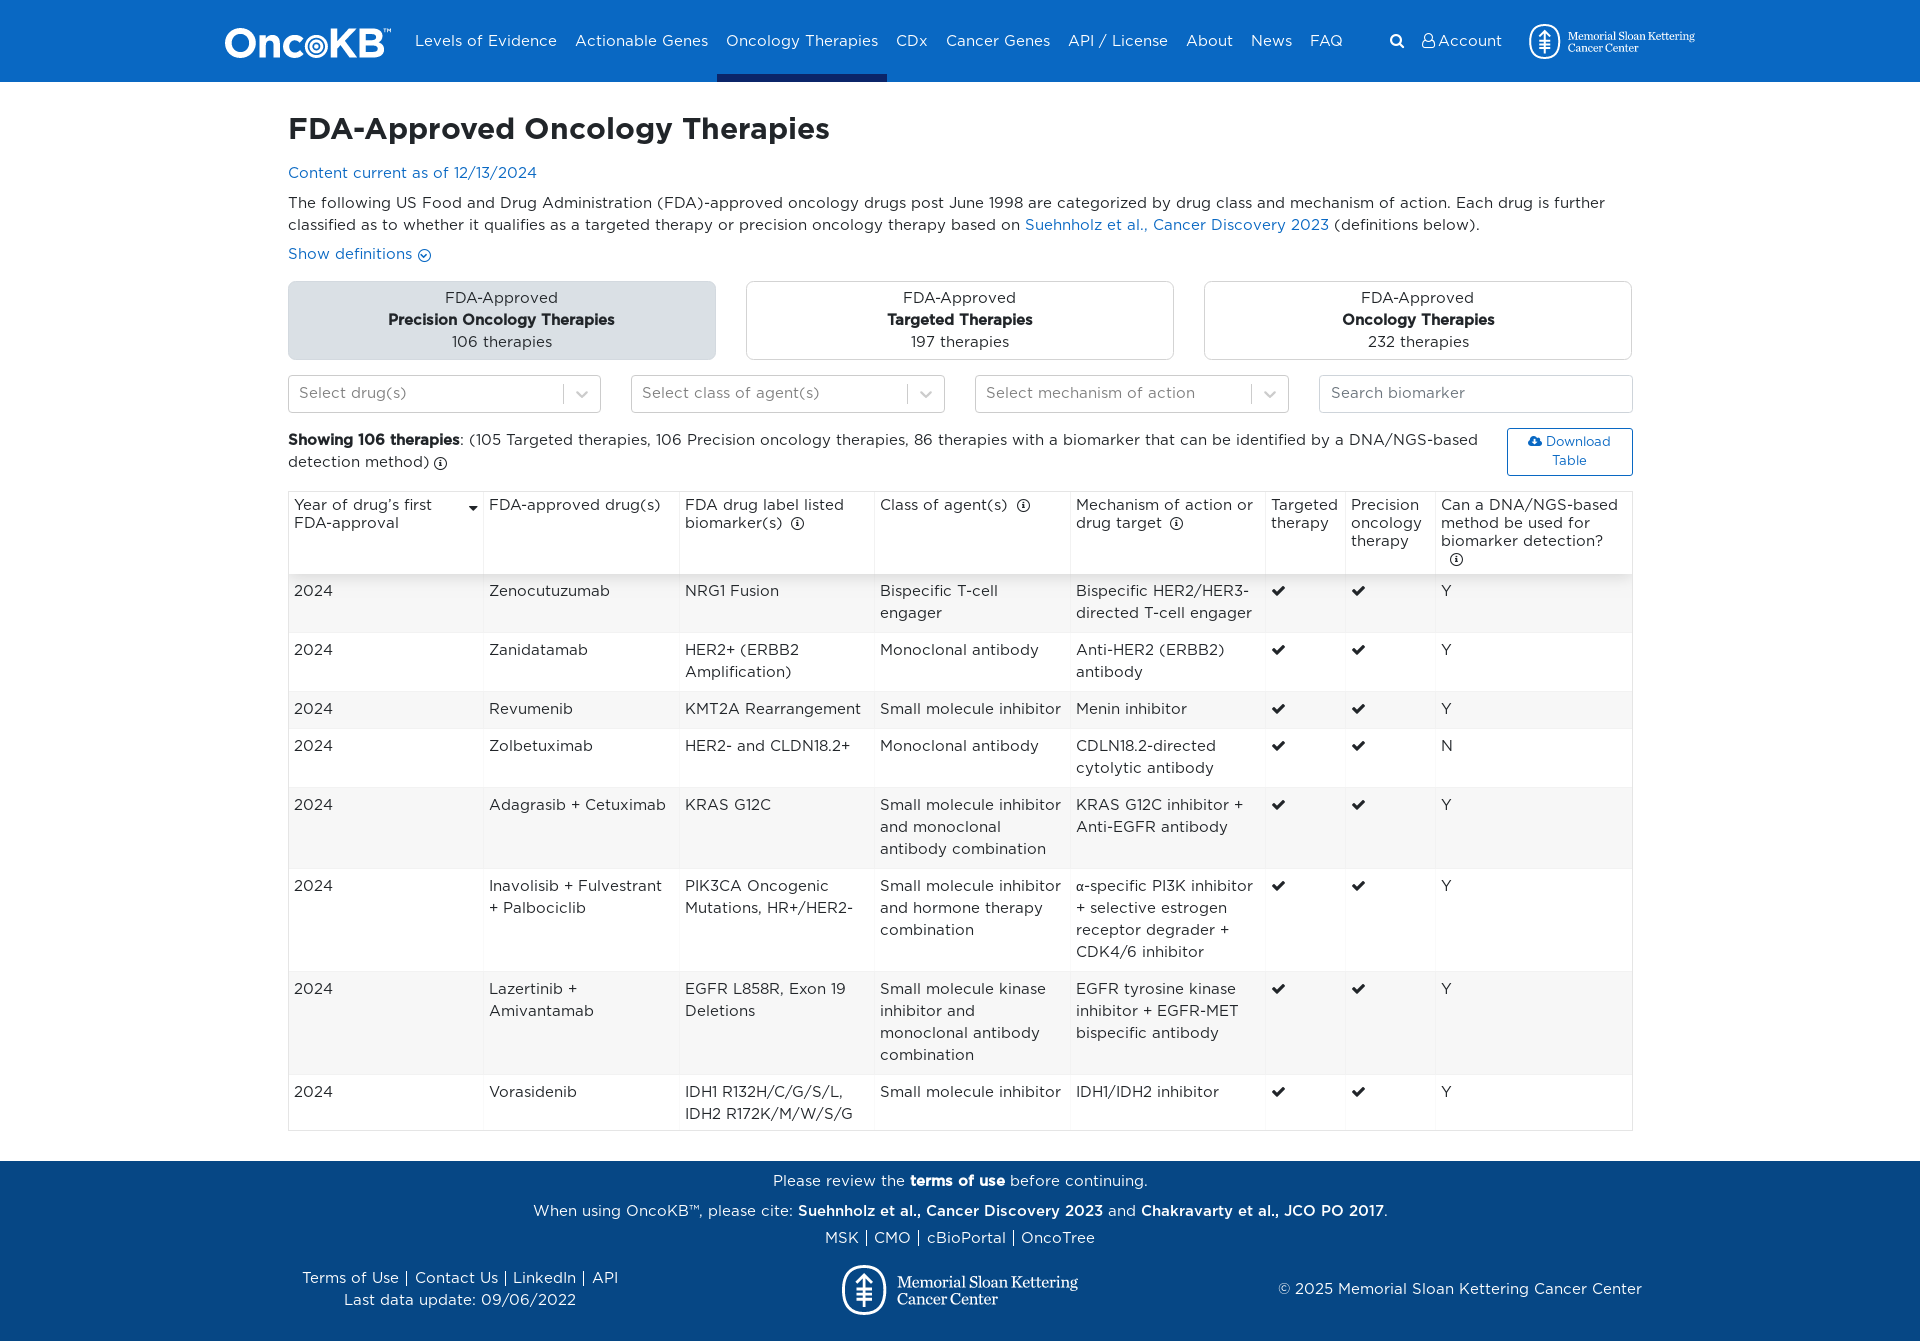 OncoKB™ Levels of Evidence Actionable Genes Oncology Therapies CDx Cancer Genes API / License About News FAQ Account Memorial Sloan Kettering
Cancer Center
FDA-Approved Oncology Therapies
Content current as of 12/13/2024
The following US Food and Drug Administration (FDA)-approved oncology drugs post June 1998 are categorized by drug class and mechanism of action. Each drug is further
classified as to whether it qualifies as a targeted therapy or precision oncology therapy based on Suehnholz et al., Cancer Discovery 2023 (definitions below).
Show definitions
FDA-Approved
Precision Oncology Therapies
106 therapies
FDA-Approved
Targeted Therapies
197 therapies
FDA-Approved
Oncology Therapies
232 therapies
Select drug(s)
Select class of agent(s)
Select mechanism of action
Search biomarker
Showing 106 therapies: (105 Targeted therapies, 106 Precision oncology therapies, 86 therapies with a biomarker that can be identified by a DNA/NGS-based
detection method)
Download
Table
Year of drug's first
FDA-approval
FDA-approved drug(s)
FDA drug label listed
biomarker(s)
Class of agent(s)
Mechanism of action or
drug target
Targeted
therapy
Precision
oncology
therapy
Can a DNA/NGS-based
method be used for
biomarker detection?
2024
Zenocutuzumab
NRG1 Fusion
Bispecific T-cell
engager
Bispecific HER2/HER3-
directed T-cell engager
✔
✔
Y
2024
Zanidatamab
HER2+ (ERBB2
Amplification)
Monoclonal antibody
Anti-HER2 (ERBB2)
antibody
✔
✔
Y
2024
Revumenib
KMT2A Rearrangement
Small molecule inhibitor
Menin inhibitor
✔
✔
Y
2024
Zolbetuximab
HER2- and CLDN18.2+
Monoclonal antibody
CDLN18.2-directed
cytolytic antibody
✔
✔
N
2024
Adagrasib + Cetuximab
KRAS G12C
Small molecule inhibitor
and monoclonal
antibody combination
KRAS G12C inhibitor +
Anti-EGFR antibody
✔
✔
Y
2024
Inavolisib + Fulvestrant
+ Palbociclib
PIK3CA Oncogenic
Mutations, HR+/HER2-
Small molecule inhibitor
and hormone therapy
combination
α-specific PI3K inhibitor
+ selective estrogen
receptor degrader +
CDK4/6 inhibitor
✔
✔
Y
2024
Lazertinib +
Amivantamab
EGFR L858R, Exon 19
Deletions
Small molecule kinase
inhibitor and
monoclonal antibody
combination
EGFR tyrosine kinase
inhibitor + EGFR-MET
bispecific antibody
✔
✔
Y
2024
Vorasidenib
IDH1 R132H/C/G/S/L,
IDH2 R172K/M/W/S/G
Small molecule inhibitor
IDH1/IDH2 inhibitor
✔
✔
Y
Please review the terms of use before continuing.
When using OncoKB™, please cite: Suehnholz et al., Cancer Discovery 2023 and Chakravarty et al., JCO PO 2017.
MSK | CMO | cBioPortal | OncoTree
Terms of Use | Contact Us | LinkedIn | API
Last data update: 09/06/2022
Memorial Sloan Kettering
Cancer Center
© 2025 Memorial Sloan Kettering Cancer Center